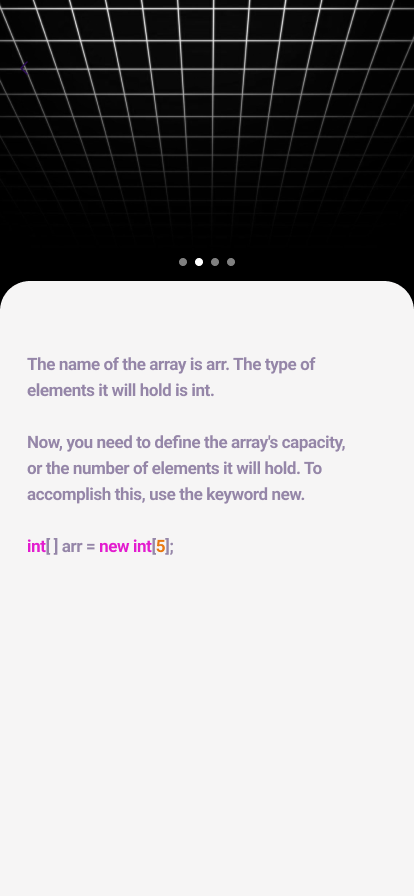 The name of the array is arr. The type of
elements it will hold is int.
Now, you need to define the array's capacity,
or the number of elements it will hold. To
accomplish this, use the keyword new.
int[ ] arr = new int[5];